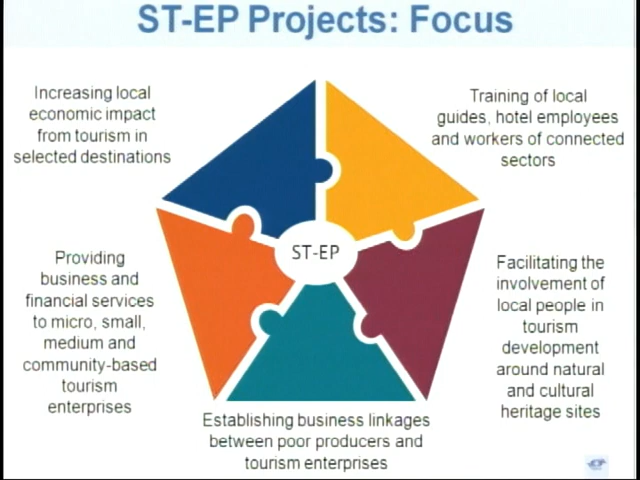 ST-EP Projects: Focus
Increasing local
economic impact
from tourism in
selected destinations
Training of local
guides, hotel employees
and workers of connected
sectors
ST-EP
Providing
business and
financial services
to micro, small,
medium and
community-based
tourism
enterprises
Facilitating the
involvement of
local people in
tourism
development
around natural
and cultural
heritage sites
Establishing business linkages
between poor producers and
tourism enterprises